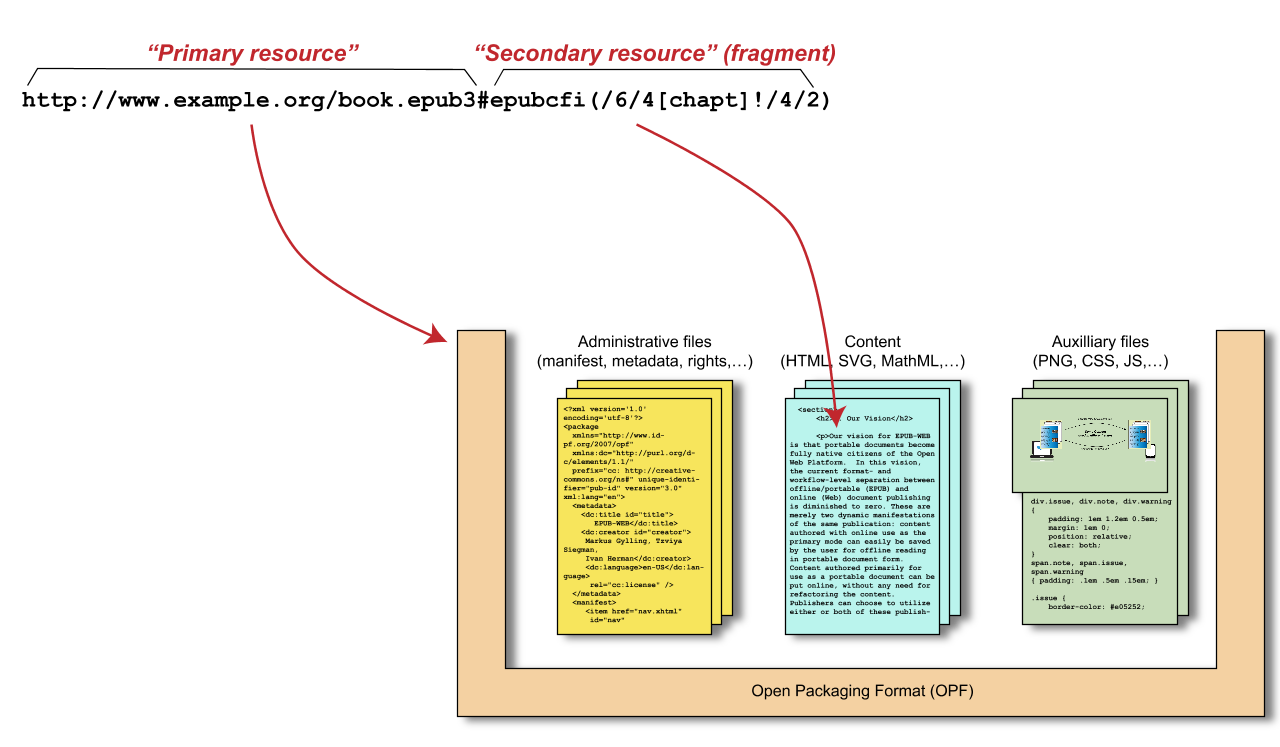 “Primary resource”
“Secondary resource” (fragment)
http://www.example.org/book.epub3#epubcfi(/6/4[chapt]!/4/2)
Administrative files
(manifest, metadata, rights,…)
<?xml version='1.0'
encoding='utf-8'?>
<package
xmlns="http://www.id-
pf.org/2007/opf"
xmlns:dc="http://purl.org/d-
c/elements/1.1/"
prefix="cc: http://creative-
commons.org/ns#" unique-identi-
fier="pub-id" version="3.0"
xml:lang="en">
<metadata>
<dc:title id="title">
EPUB-WEB</dc:title>
<dc:creator id="creator">
Markus Gylling, Tzviya
Siegman,
Ivan Herman</dc:creator>
<dc:language>en-US</dc:lan-
guage>
rel="cc:license" />
</metadata>
<manifest>
<item href="nav.xhtml"
id="nav"
Content
(HTML, SVG, MathML,…)
<section
<h2> Our Vision</h2>
<p>Our vision for EPUB-WEB
is that portable documents become
fully native citizens of the Open
Web Platform. In this vision,
the current format- and
workflow-level separation between
offline/portable (EPUB) and
online (Web) document publishing
is diminished to zero. These are
merely two dynamic manifestations
of the same publication: content
authored with online use as the
primary mode can easily be saved
by the user for offline reading
in portable document form.
Content authored primarily for
use as a portable document can be
put online, without any need for
refactoring the content.
Publishers can choose to utilize
either or both of these publish-
Auxilliary files
(PNG, CSS, JS,…)
div.issue, div.note, div.warning
{
padding: 1em 1.2em 0.5em;
margin: 1em 0;
position: relative;
clear: both;
}
span.note, span.issue,
span.warning
{ padding: .1em .5em .15em; }
.issue {
border-color: #e05252;
Open Packaging Format (OPF)